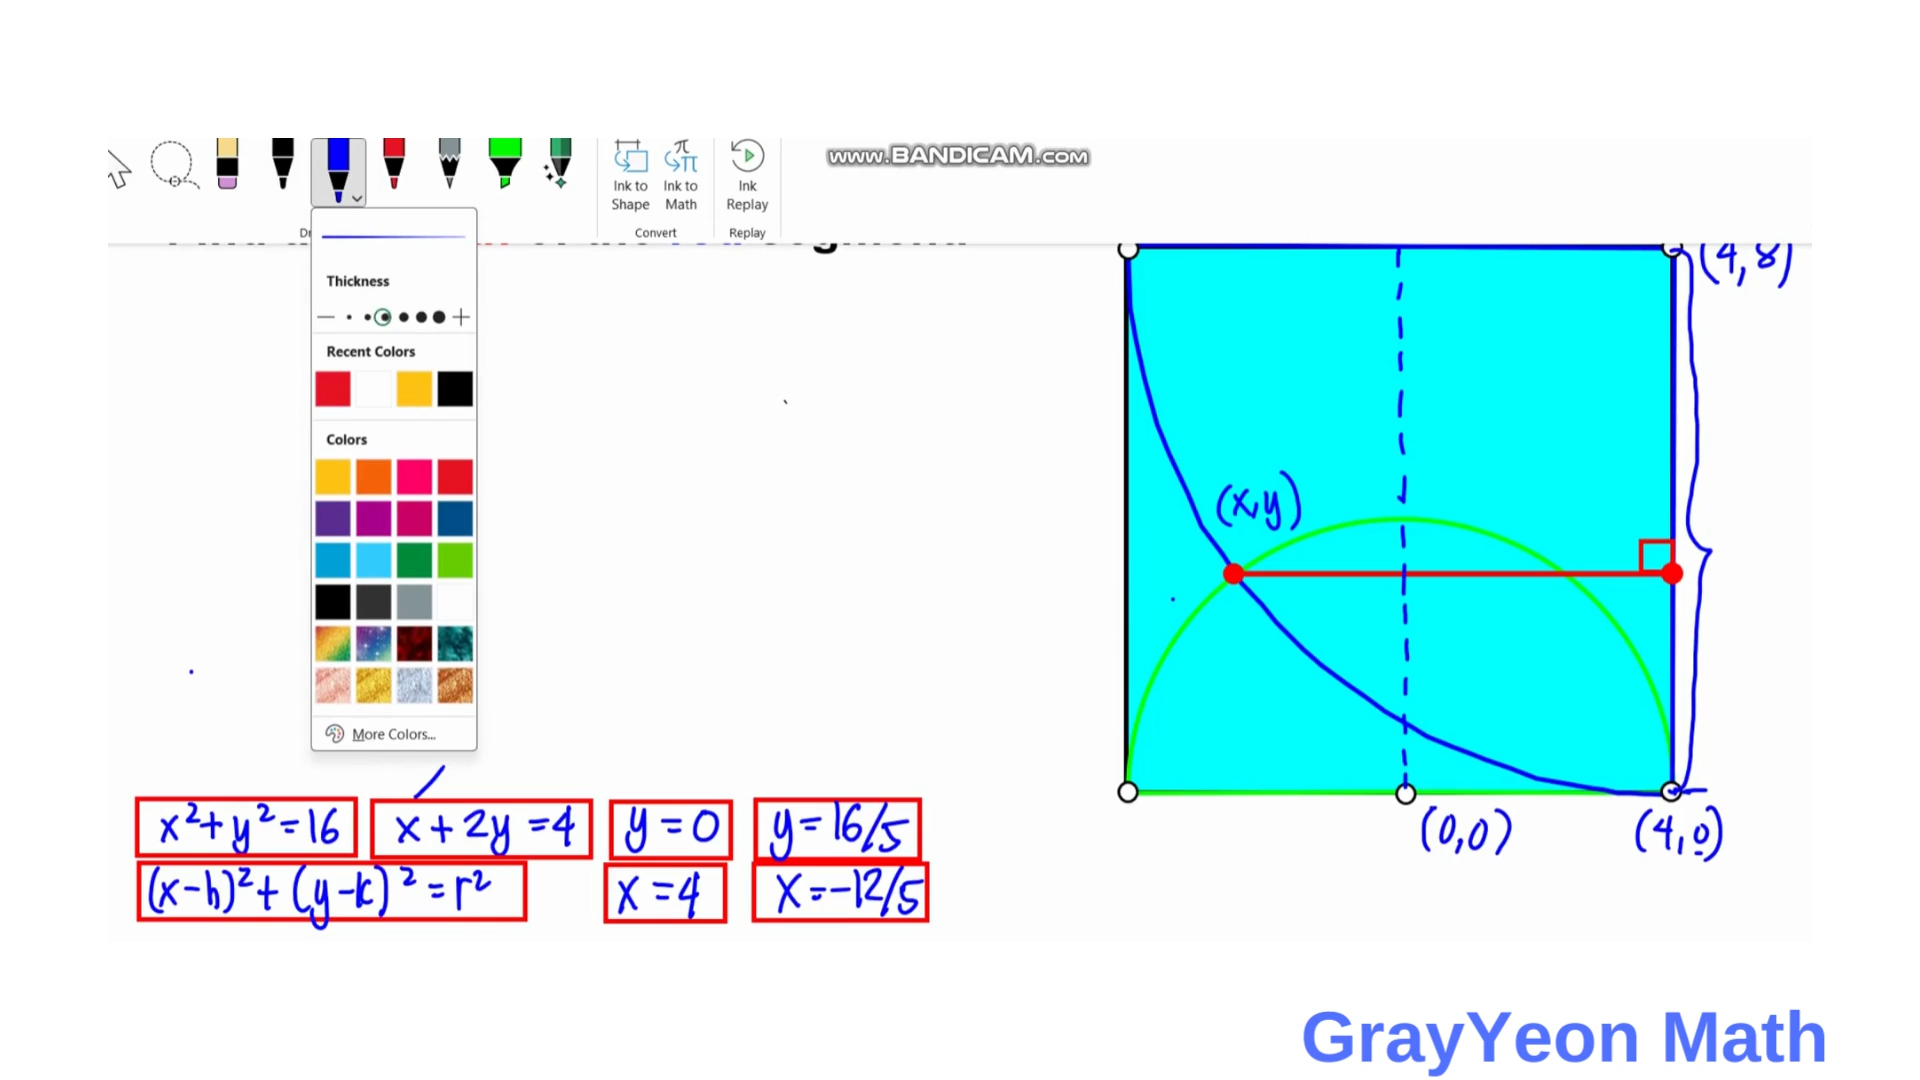 www.BANDICAM.com
Ink to Shape
Ink to Math
Ink Replay
Convert
Replay
Thickness
Recent Colors
Colors
More Colors...
(4,8)
(x,y)
(0,0)
(4,0)
x²+y²=16
x+2y=4
y=0
y=16/5
(x-h)²+(y-k)²=r²
x=4
x=-12/5
GrayYeon Math